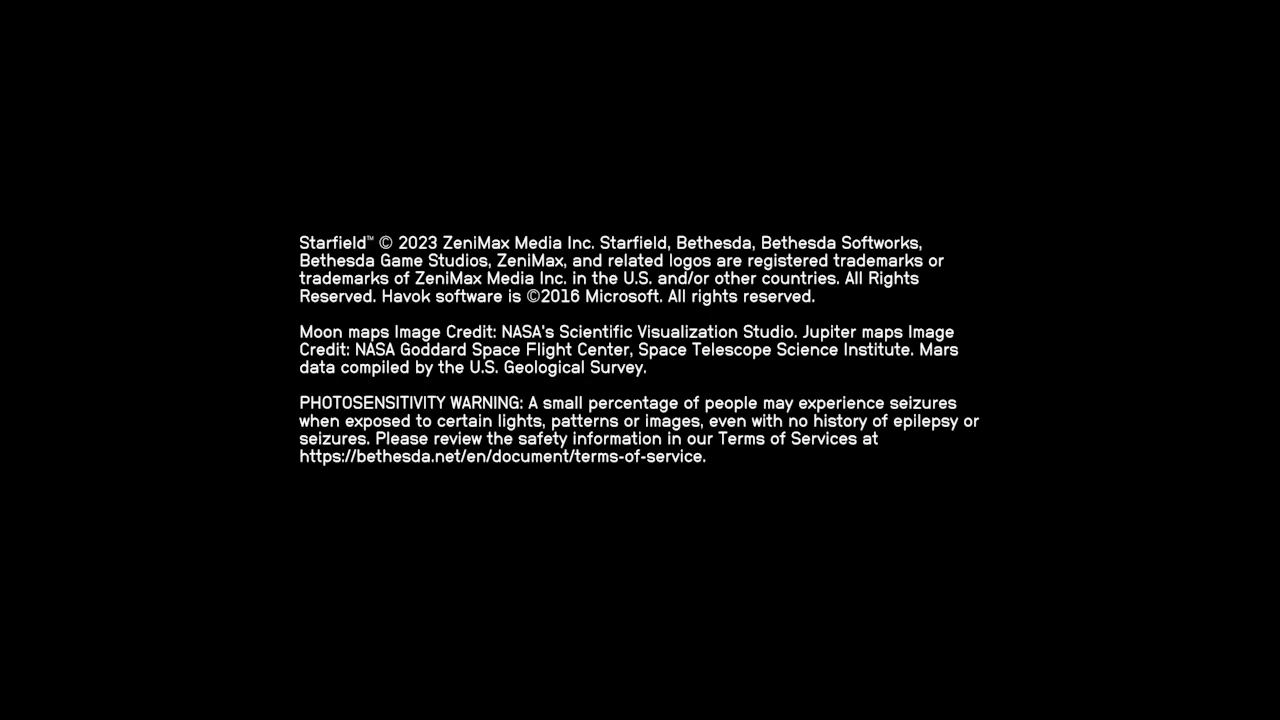 Starfield™ © 2023 ZeniMax Media Inc. Starfield, Bethesda, Bethesda Softworks,
Bethesda Game Studios, ZeniMax, and related logos are registered trademarks or
trademarks of ZeniMax Media Inc. in the U.S. and/or other countries. All Rights
Reserved. Havok software is ©2016 Microsoft. All rights reserved.
Moon maps Image Credit: NASA's Scientific Visualization Studio. Jupiter maps Image
Credit: NASA Goddard Space Flight Center, Space Telescope Science Institute. Mars
data compiled by the U.S. Geological Survey.
PHOTOSENSITIVITY WARNING: A small percentage of people may experience seizures
when exposed to certain lights, patterns or images, even with no history of epilepsy or
seizures. Please review the safety information in our Terms of Services at
https://bethesda.net/en/document/terms-of-service.